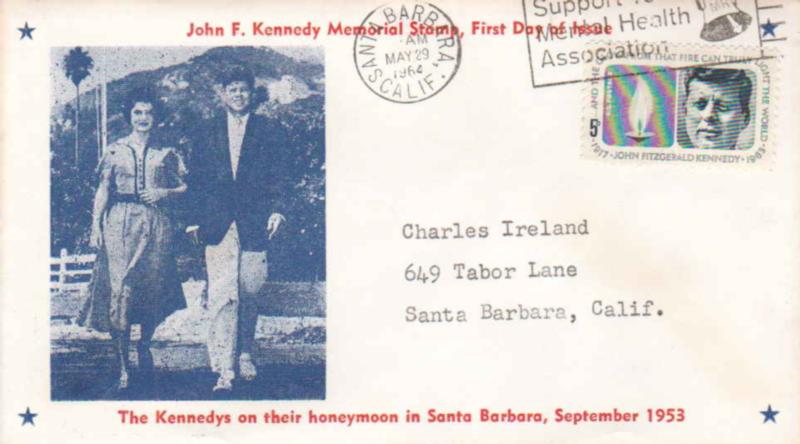 John F. Kennedy Memorial Stamp, First Day of Issue
SANTA BARBARA
AM
MAY 29
1964
CALIF.
Support Yo
Mental Health
Association
AND THE FROM THAT FIRE CAN TRULY LIGHT THE WORLD
5¢
1917 · JOHN FITZGERALD KENNEDY · 1963
Charles Ireland
649 Tabor Lane
Santa Barbara, Calif.
The Kennedys on their honeymoon in Santa Barbara, September 1953